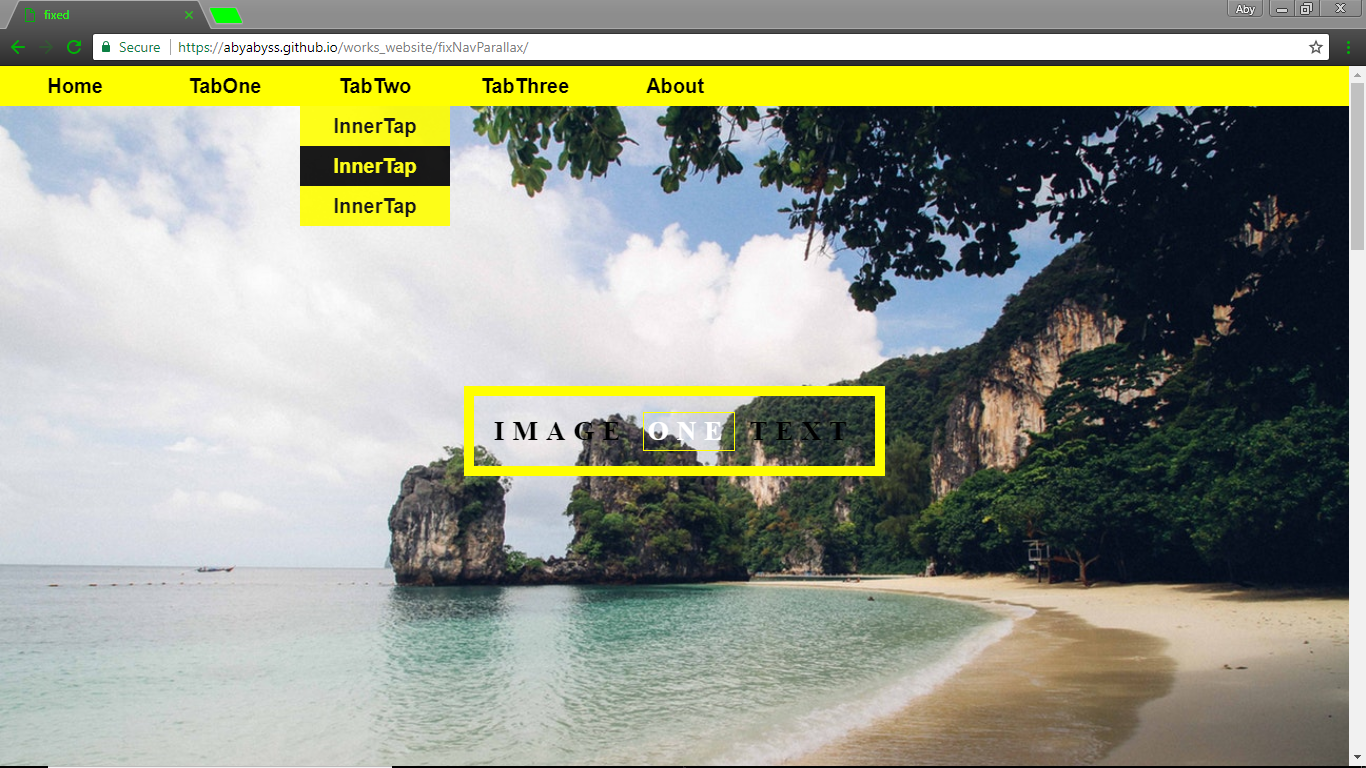 fixed
Aby
Secure https://abyabyss.github.io/works_website/fixNavParallax/
Home TabOne TabTwo TabThree About
InnerTap
InnerTap
InnerTap
IMAGE ONE TEXT